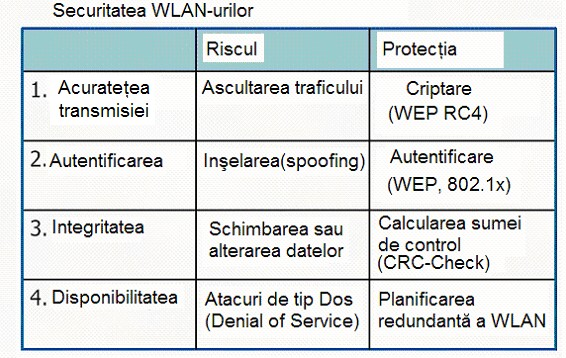 Securitatea WLAN-urilor
Riscul
Protecția
1. Acuratețea
transmisiei
Ascultarea traficului
Criptare
(WEP RC4)
2. Autentificarea
Inşelarea(spoofing)
Autentificare
(WEP, 802.1x)
3. Integritatea
Schimbarea sau
alterarea datelor
Calcularea sumei
de control
(CRC-Check)
4. Disponibilitatea
Atacuri de tip Dos
(Denial of Service)
Planificarea
redundantă a WLAN